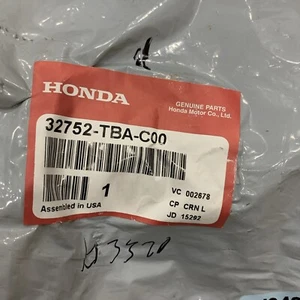 HONDA
GENUINE PARTS
Honda Motor Co., Ltd.
32752-TBA-C00
1
VC 002678
CP CRN L
JD 15292
Assembled in USA